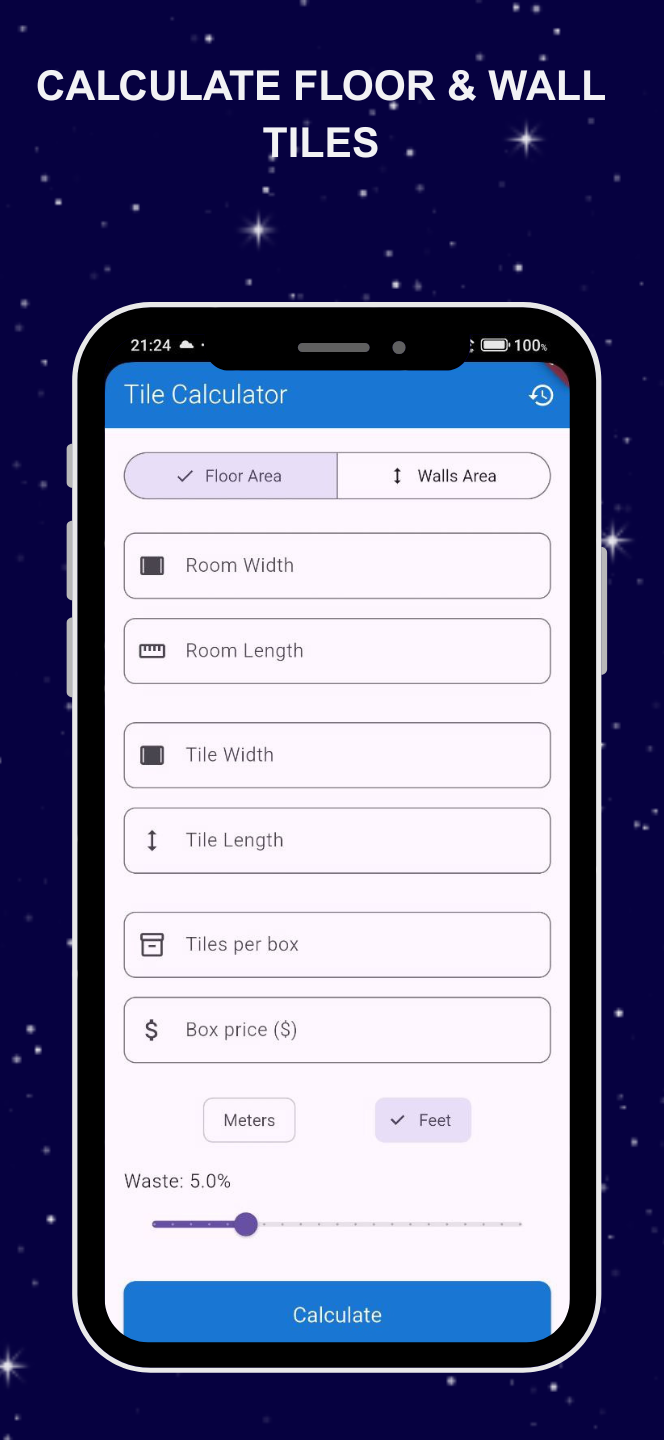 CALCULATE FLOOR & WALL
TILES
21:24
100%
Tile Calculator
Floor Area
Walls Area
Room Width
Room Length
Tile Width
Tile Length
Tiles per box
Box price ($)
Meters
Feet
Waste: 5.0%
Calculate